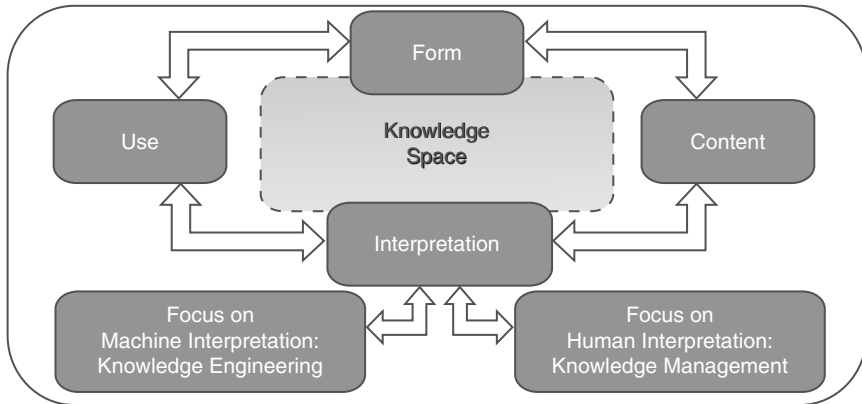 Form
Knowledge
Space
Use
Content
Interpretation
Focus on
Machine Interpretation:
Knowledge Engineering
Focus on
Human Interpretation:
Knowledge Management